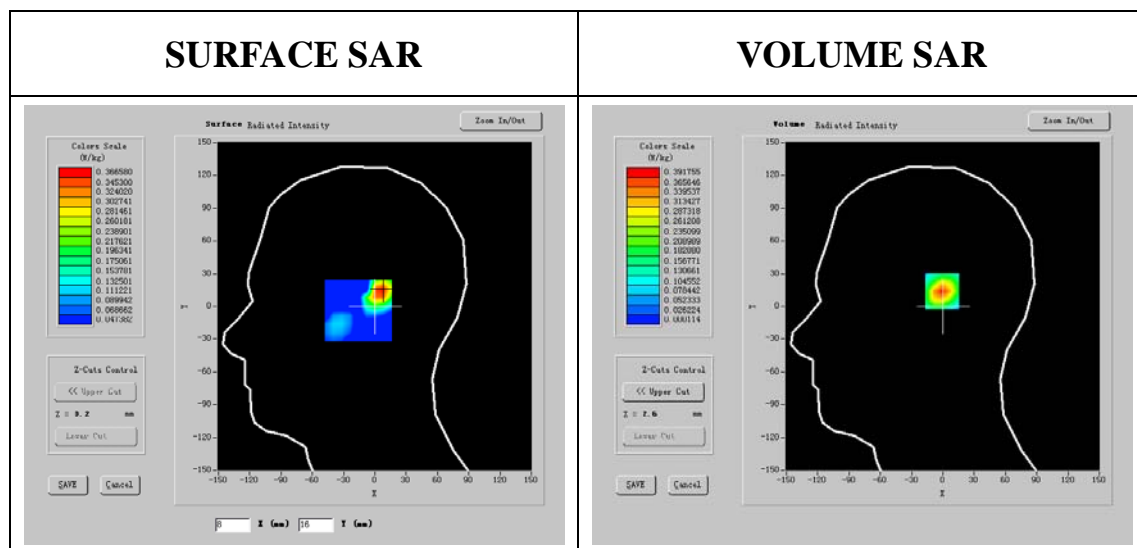 SURFACE SAR
VOLUME SAR
Surface Radiated Intensity
Zoom In/Out
Colors Scale
(W/kg)
0.366580
0.345300
0.324020
0.302741
0.281461
0.260181
0.238901
0.217621
0.196341
0.175061
0.153781
0.132501
0.111221
0.089942
0.068662
0.047382
150
120
90
60
30
0
-30
-60
-90
-120
-150
Y
-150 -120 -90 -60 -30 0 30 60 90 120 150
X
Z-Cuts Control
<< Upper Cut
mm
Lower Cut
SAVE Cancel
8 X (mm) 16 Y (mm)
Volume Radiated Intensity
Zoom In/Out
Colors Scale
(W/kg)
0.391755
0.365646
0.339537
0.313427
0.287318
0.261208
0.235099
0.208989
0.182880
0.156771
0.130661
0.104552
0.078442
0.052333
0.026224
0.000114
150
120
90
60
30
0
-30
-60
-90
-120
-150
Y
-150 -120 -90 -60 -30 0 30 60 90 120 150
X
Z-Cuts Control
<< Upper Cut
mm
Lower Cut
SAVE Cancel